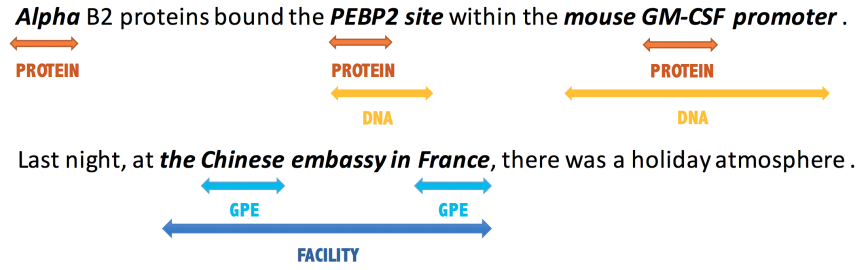 Alpha B2 proteins bound the PEBP2 site within the mouse GM-CSF promoter .
PROTEIN PROTEIN PROTEIN
DNA DNA
Last night, at the Chinese embassy in France, there was a holiday atmosphere .
GPE GPE
FACILITY